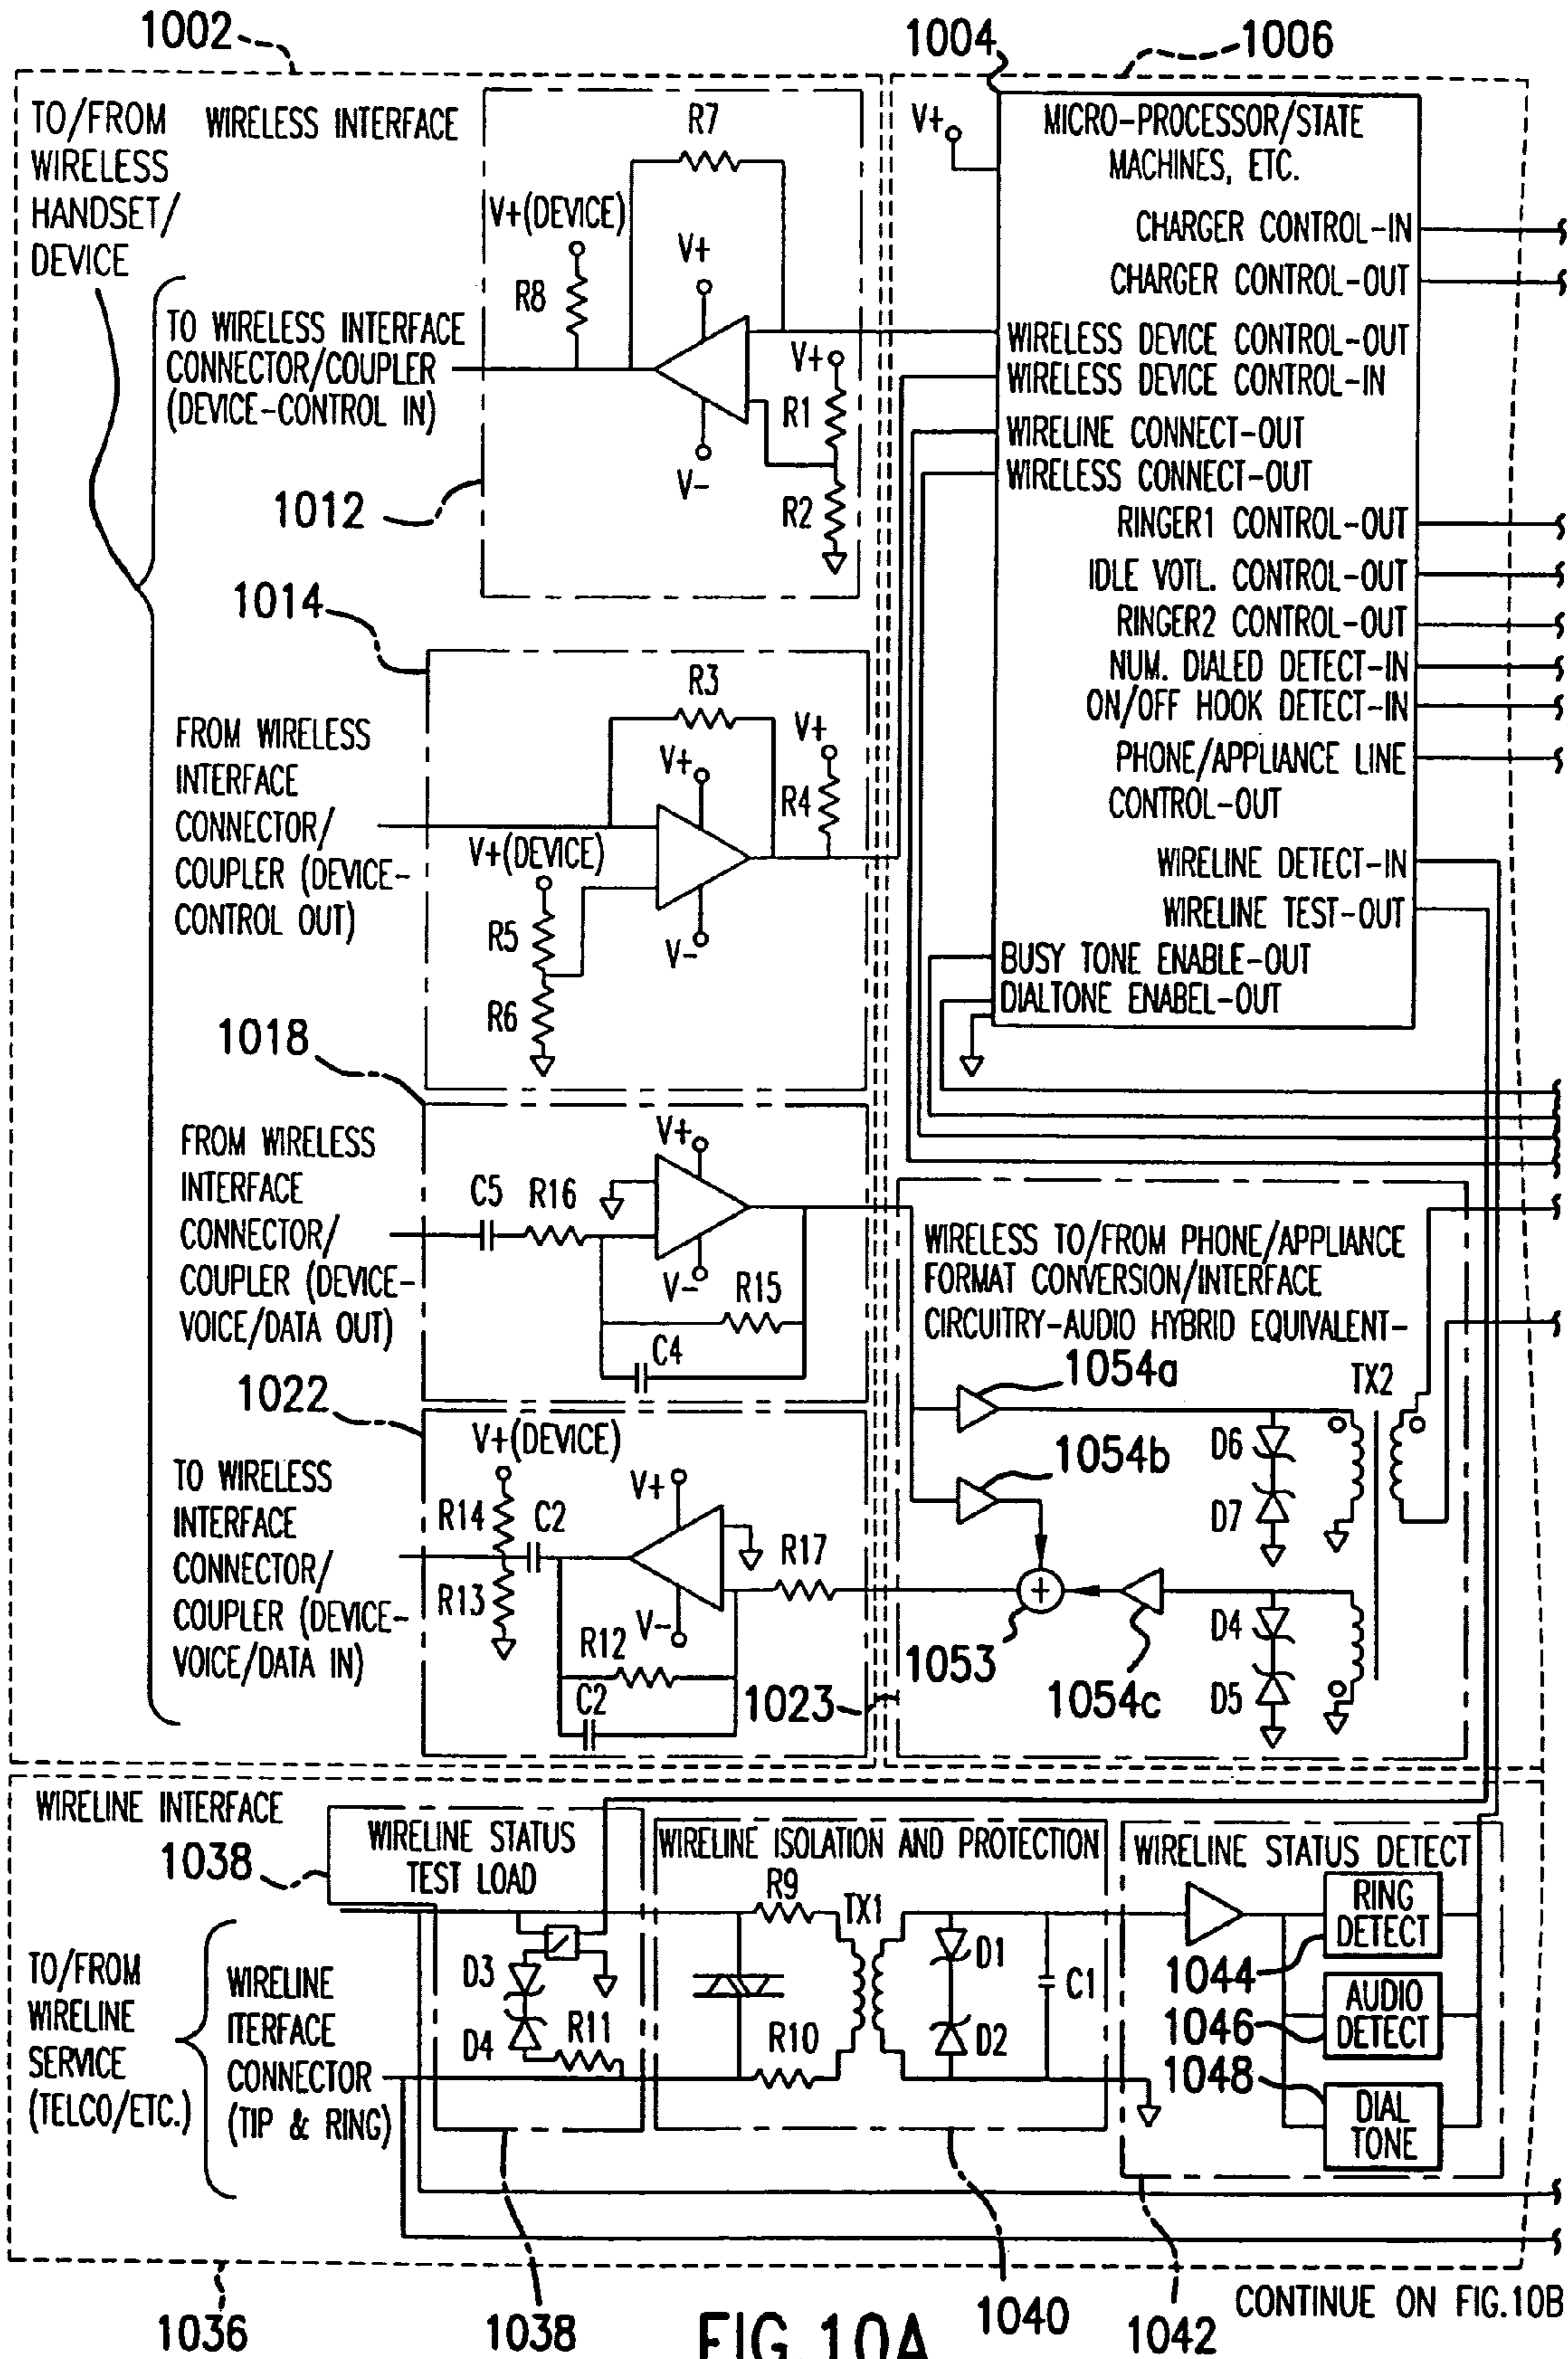 1002
1004
1006
TO/FROM
WIRELESS
HANDSET/
DEVICE
WIRELESS INTERFACE
R7
V+(DEVICE)
R8
V+
V-
V+
R1
R2
TO WIRELESS INTERFACE
CONNECTOR/COUPLER
(DEVICE-CONTROL IN)
1012
V+
MICRO-PROCESSOR/STATE
MACHINES, ETC.
CHARGER CONTROL-IN
CHARGER CONTROL-OUT
WIRELESS DEVICE CONTROL-OUT
WIRELESS DEVICE CONTROL-IN
WIRELINE CONNECT-OUT
WIRELESS CONNECT-OUT
RINGER1 CONTROL-OUT
IDLE VOTL. CONTROL-OUT
RINGER2 CONTROL-OUT
NUM. DIALED DETECT-IN
ON/OFF HOOK DETECT-IN
PHONE/APPLIANCE LINE
CONTROL-OUT
WIRELINE DETECT-IN
WIRELINE TEST-OUT
BUSY TONE ENABLE-OUT
DIALTONE ENABEL-OUT
1014
FROM WIRELESS
INTERFACE
CONNECTOR/
COUPLER (DEVICE-
CONTROL OUT)
R3
V+
V+
R4
V+(DEVICE)
R5
R6
V-
1018
FROM WIRELESS
INTERFACE
CONNECTOR/
COUPLER (DEVICE-
VOICE/DATA OUT)
C5
R16
V+
V-
R15
C4
1022
TO WIRELESS
INTERFACE
CONNECTOR/
COUPLER (DEVICE-
VOICE/DATA IN)
V+(DEVICE)
R14
C2
R13
V+
V-
R17
R12
C2
WIRELESS TO/FROM PHONE/APPLIANCE
FORMAT CONVERSION/INTERFACE
CIRCUITRY-AUDIO HYBRID EQUIVALENT-
1054a
1054b
TX2
D6
D7
+
1053
1054c
D4
D5
1023
WIRELINE INTERFACE
1038
WIRELINE STATUS
TEST LOAD
WIRELINE ISOLATION AND PROTECTION
WIRELINE STATUS DETECT
TO/FROM
WIRELINE
SERVICE
(TELCO/ETC.)
WIRELINE
ITERFACE
CONNECTOR
(TIP & RING)
D3
D4
R11
R9
TX1
R10
D1
D2
C1
RING
DETECT
1044
AUDIO
DETECT
1046
1048
DIAL
TONE
1036
1038
FIG.10A
1040
1042
CONTINUE ON FIG.10B